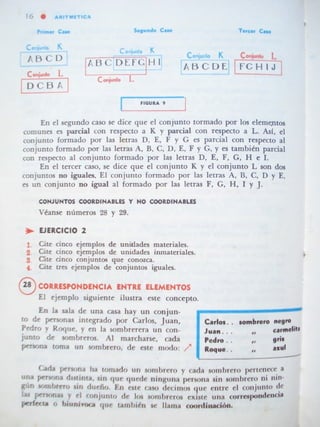 16 • ARITMETICA
Primer Caso
Segundo Caso
Tercer Caso
Conjunto K
A B C D
Conjunto L
D C B A
Conjunto K
A B C D E F G H I
Conjunto L
Conjunto K
A B C D E
Conjunto L
F G H I J
FIGURA 9
En el segundo caso se dice que el conjunto formado por los elementos
comunes es parcial con respecto a K y parcial con respecto a L. Así, el
conjunto formado por las letras D, E, F y G es parcial con respecto al
conjunto formado por las letras A, B, C, D, E, F y G, y es también parcial
con respecto al conjunto formado por las letras D, E, F, G, H e I.
En el tercer caso, se dice que el conjunto K y el conjunto L son dos
conjuntos no iguales. El conjunto formado por las letras A, B, C, D y E,
es un conjunto no igual al formado por las letras F, G, H, I y J.
CONJUNTOS COORDINABLES Y NO COORDINABLES
Véanse números 28 y 29.
EJERCICIO 2
1. Cite cinco ejemplos de unidades materiales.
2. Cite cinco ejemplos de unidades inmateriales.
3. Cite cinco conjuntos que conozca.
4. Cite tres ejemplos de conjuntos iguales.
28 CORRESPONDENCIA ENTRE ELEMENTOS
El ejemplo siguiente ilustra este concepto.
En la sala de una casa hay un conjun-
to de personas integrado por Carlos, Juan,
Pedro y Roque, y en la sombrerera un con-
junto de sombreros. Al marcharse, cada
persona toma un sombrero, de este modo:
Carlos . . sombrero negro
Juan . . . ,, carmelita
Pedro . . ,, gris
Roque . . ,, azul
Cada persona ha tomado un sombrero y cada sombrero pertenece a
una persona distinta, sin que quede ninguna persona sin sombrero ni nin-
gún sombrero sin dueño. En este caso decimos que entre el conjunto de
las personas y el conjunto de los sombreros existe una correspondencia
perfecta o biunívoca que también se llama coordinación.